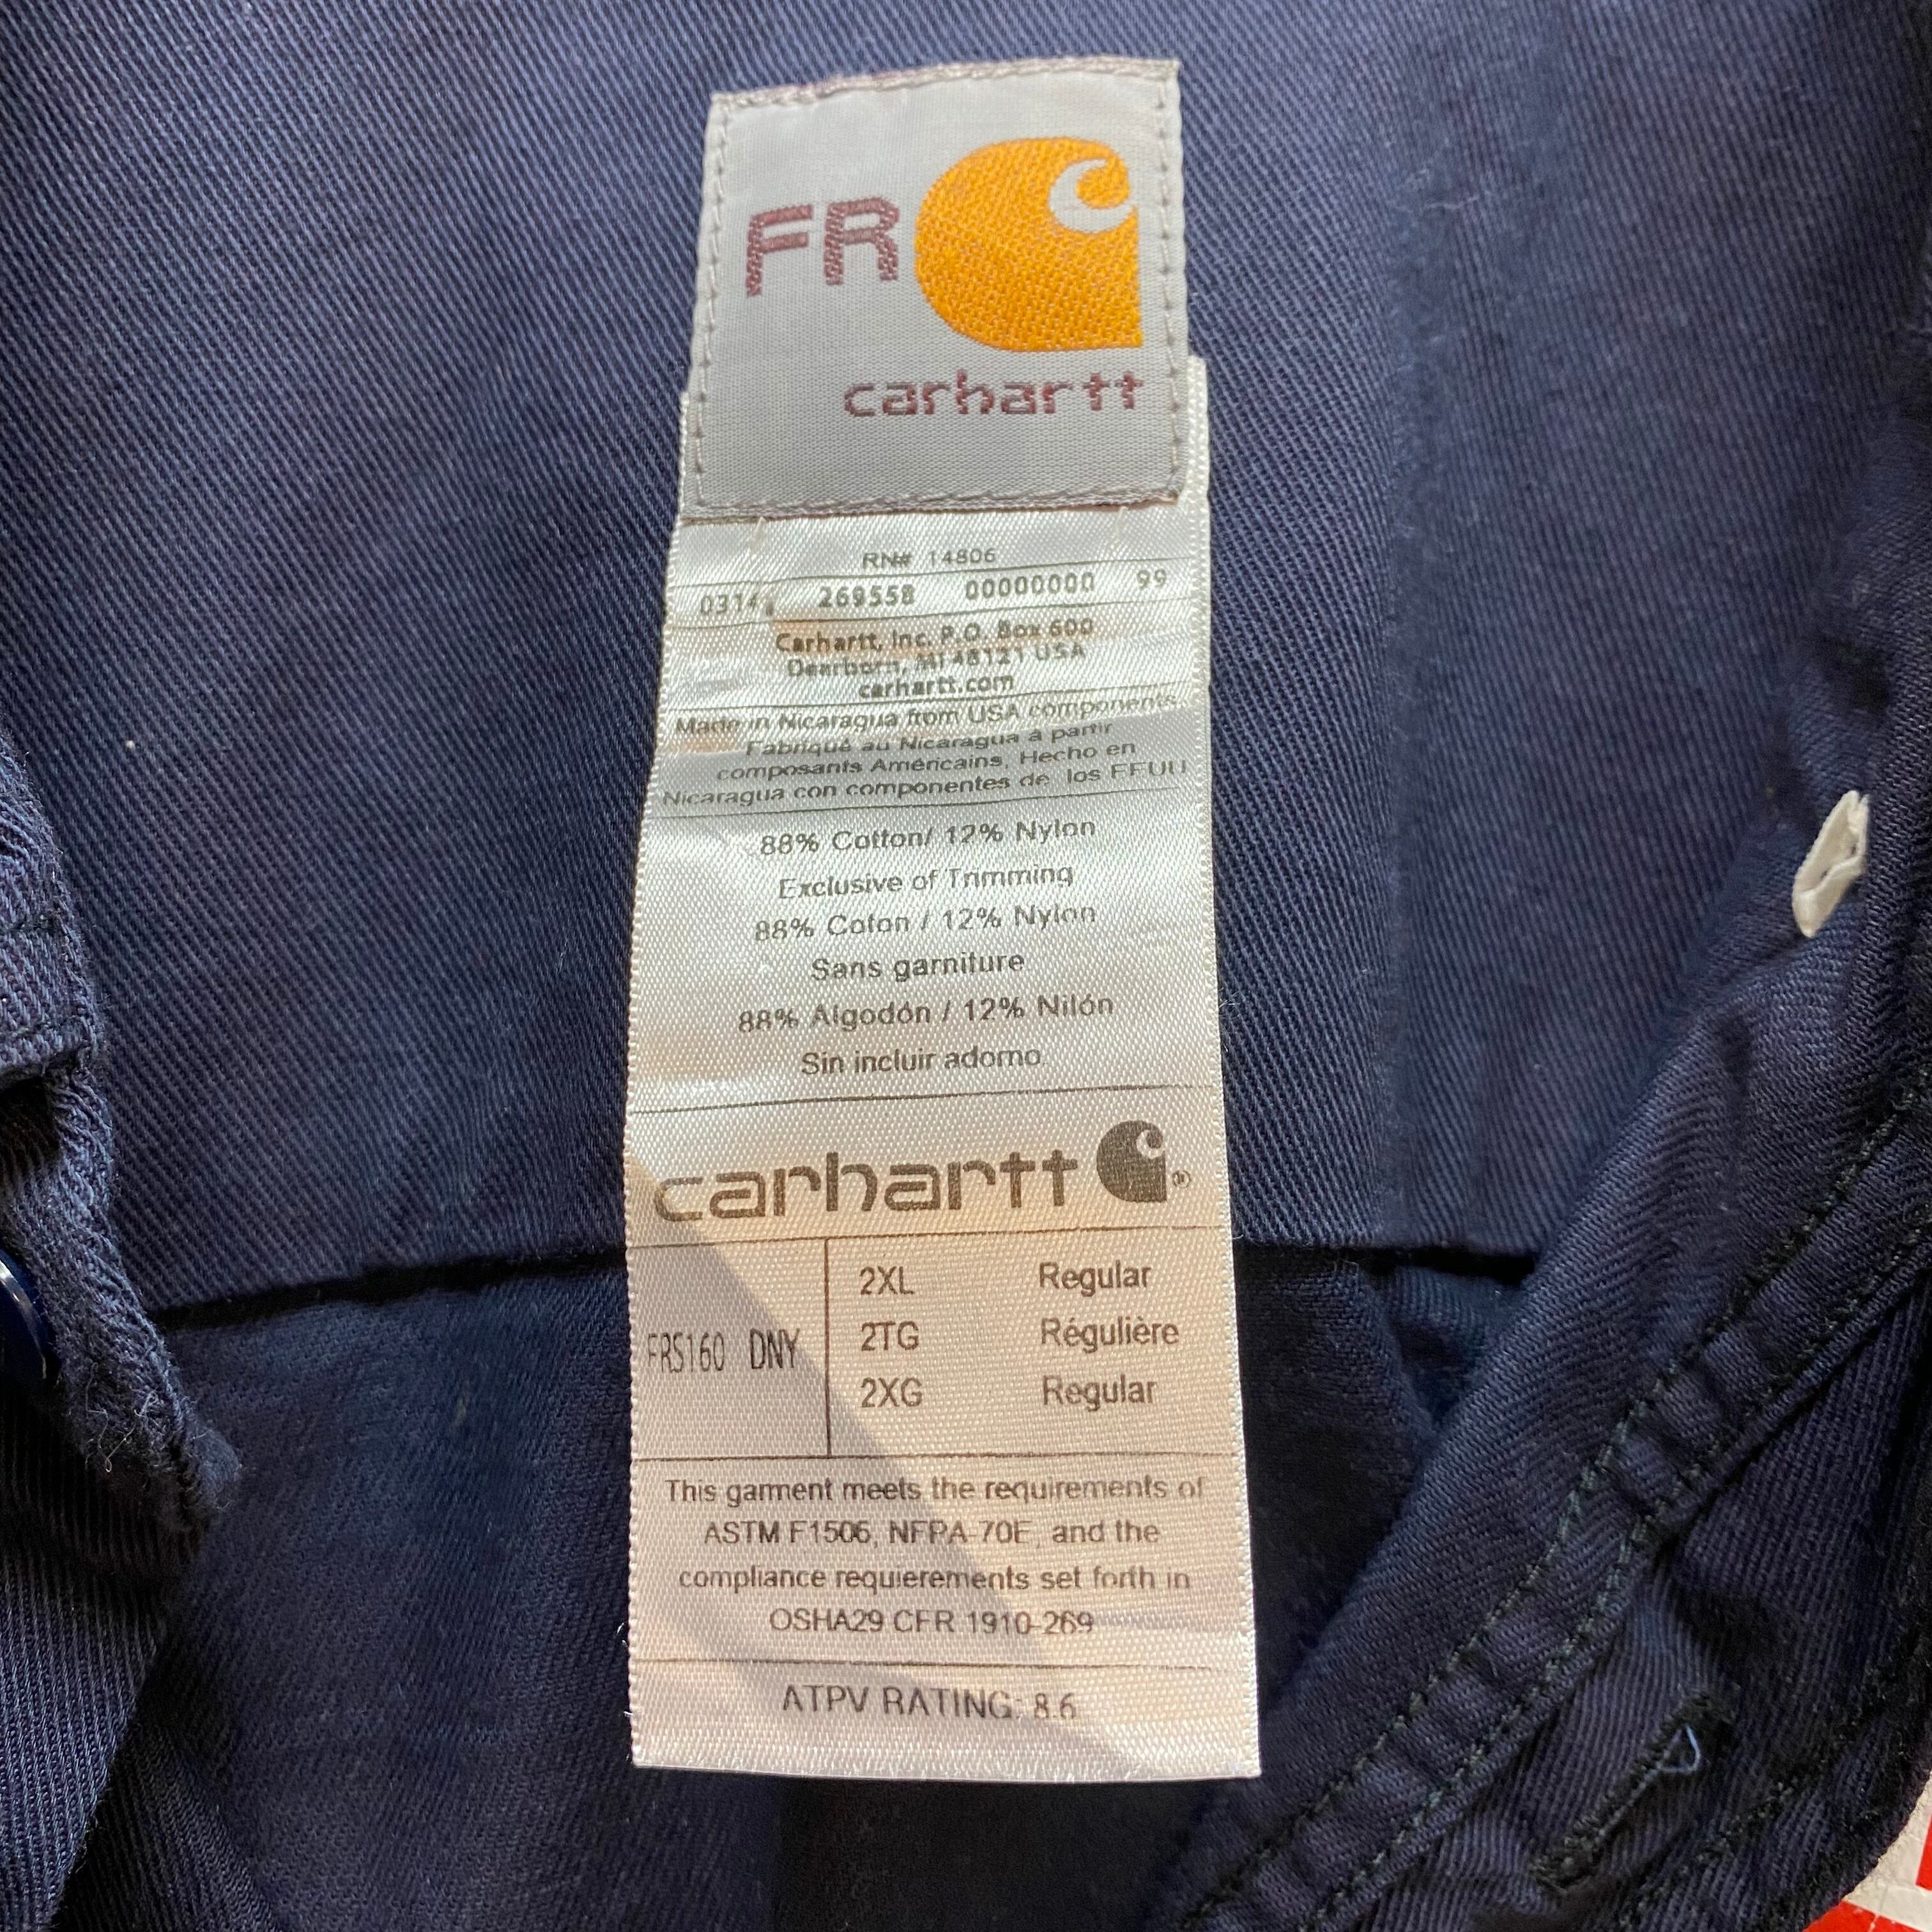 FR
carhartt
RN# 14806
0314 269558 00000000 99
Carhartt, Inc. P.O. Box 600
Dearborn, MI 48121 USA
carhartt.com
Made in Nicaragua from USA components.
Fabriqué au Nicaragua à partir
composants Américains, Hecho en
Nicaragua con componentes de los FFUU
88% Cotton/ 12% Nylon
Exclusive of Trimming
88% Coton / 12% Nylon
Sans garniture
88% Algodón / 12% Nilón
Sin incluir adorno
carhartt ®
FRS160 DNY
2XL Regular
2TG Régulière
2XG Regular
This garment meets the requirements of
ASTM F1506, NFPA-70E, and the
compliance requierements set forth in
OSHA29 CFR 1910-269
ATPV RATING: 8.6